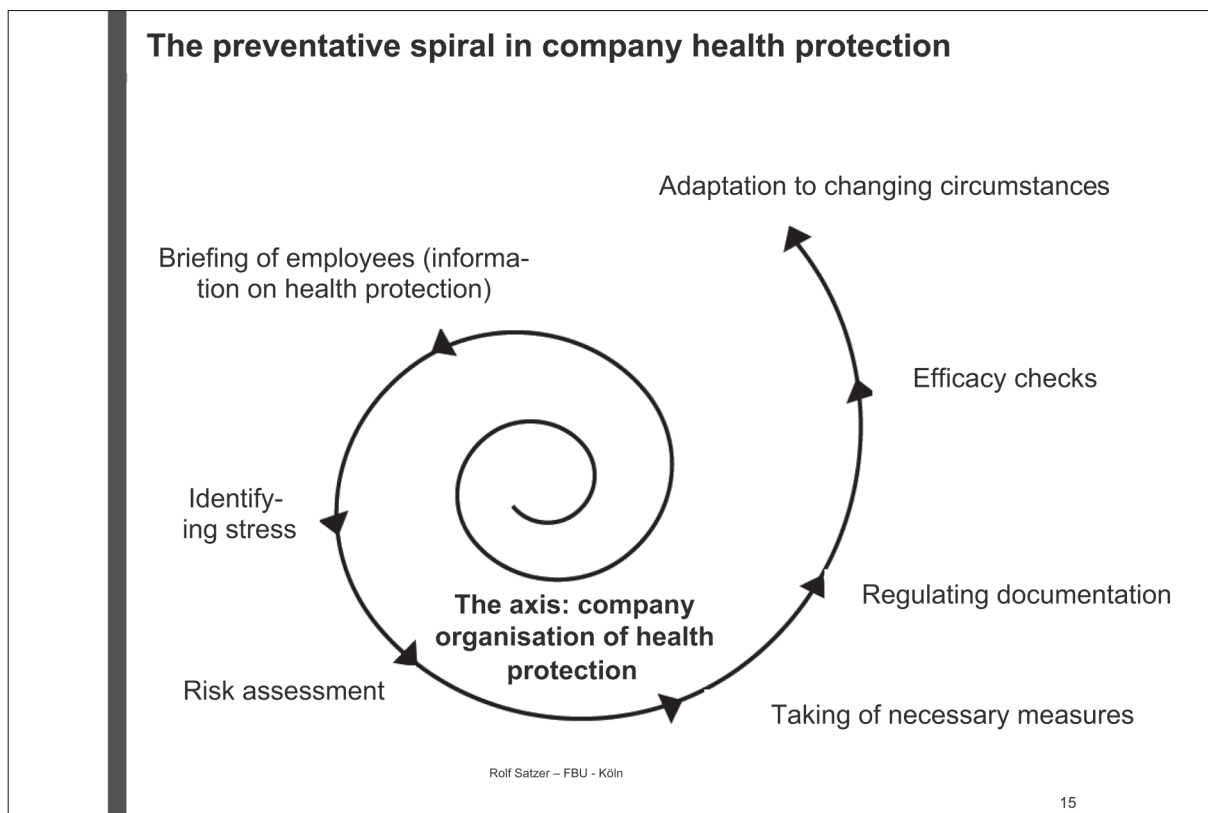 The preventative spiral in company health protection
Adaptation to changing circumstances
Briefing of employees (informa-
tion on health protection)
Efficacy checks
Identify-
ing stress
The axis: company
organisation of health
protection
Regulating documentation
Risk assessment
Taking of necessary measures
Rolf Satzer – FBU - Köln
15